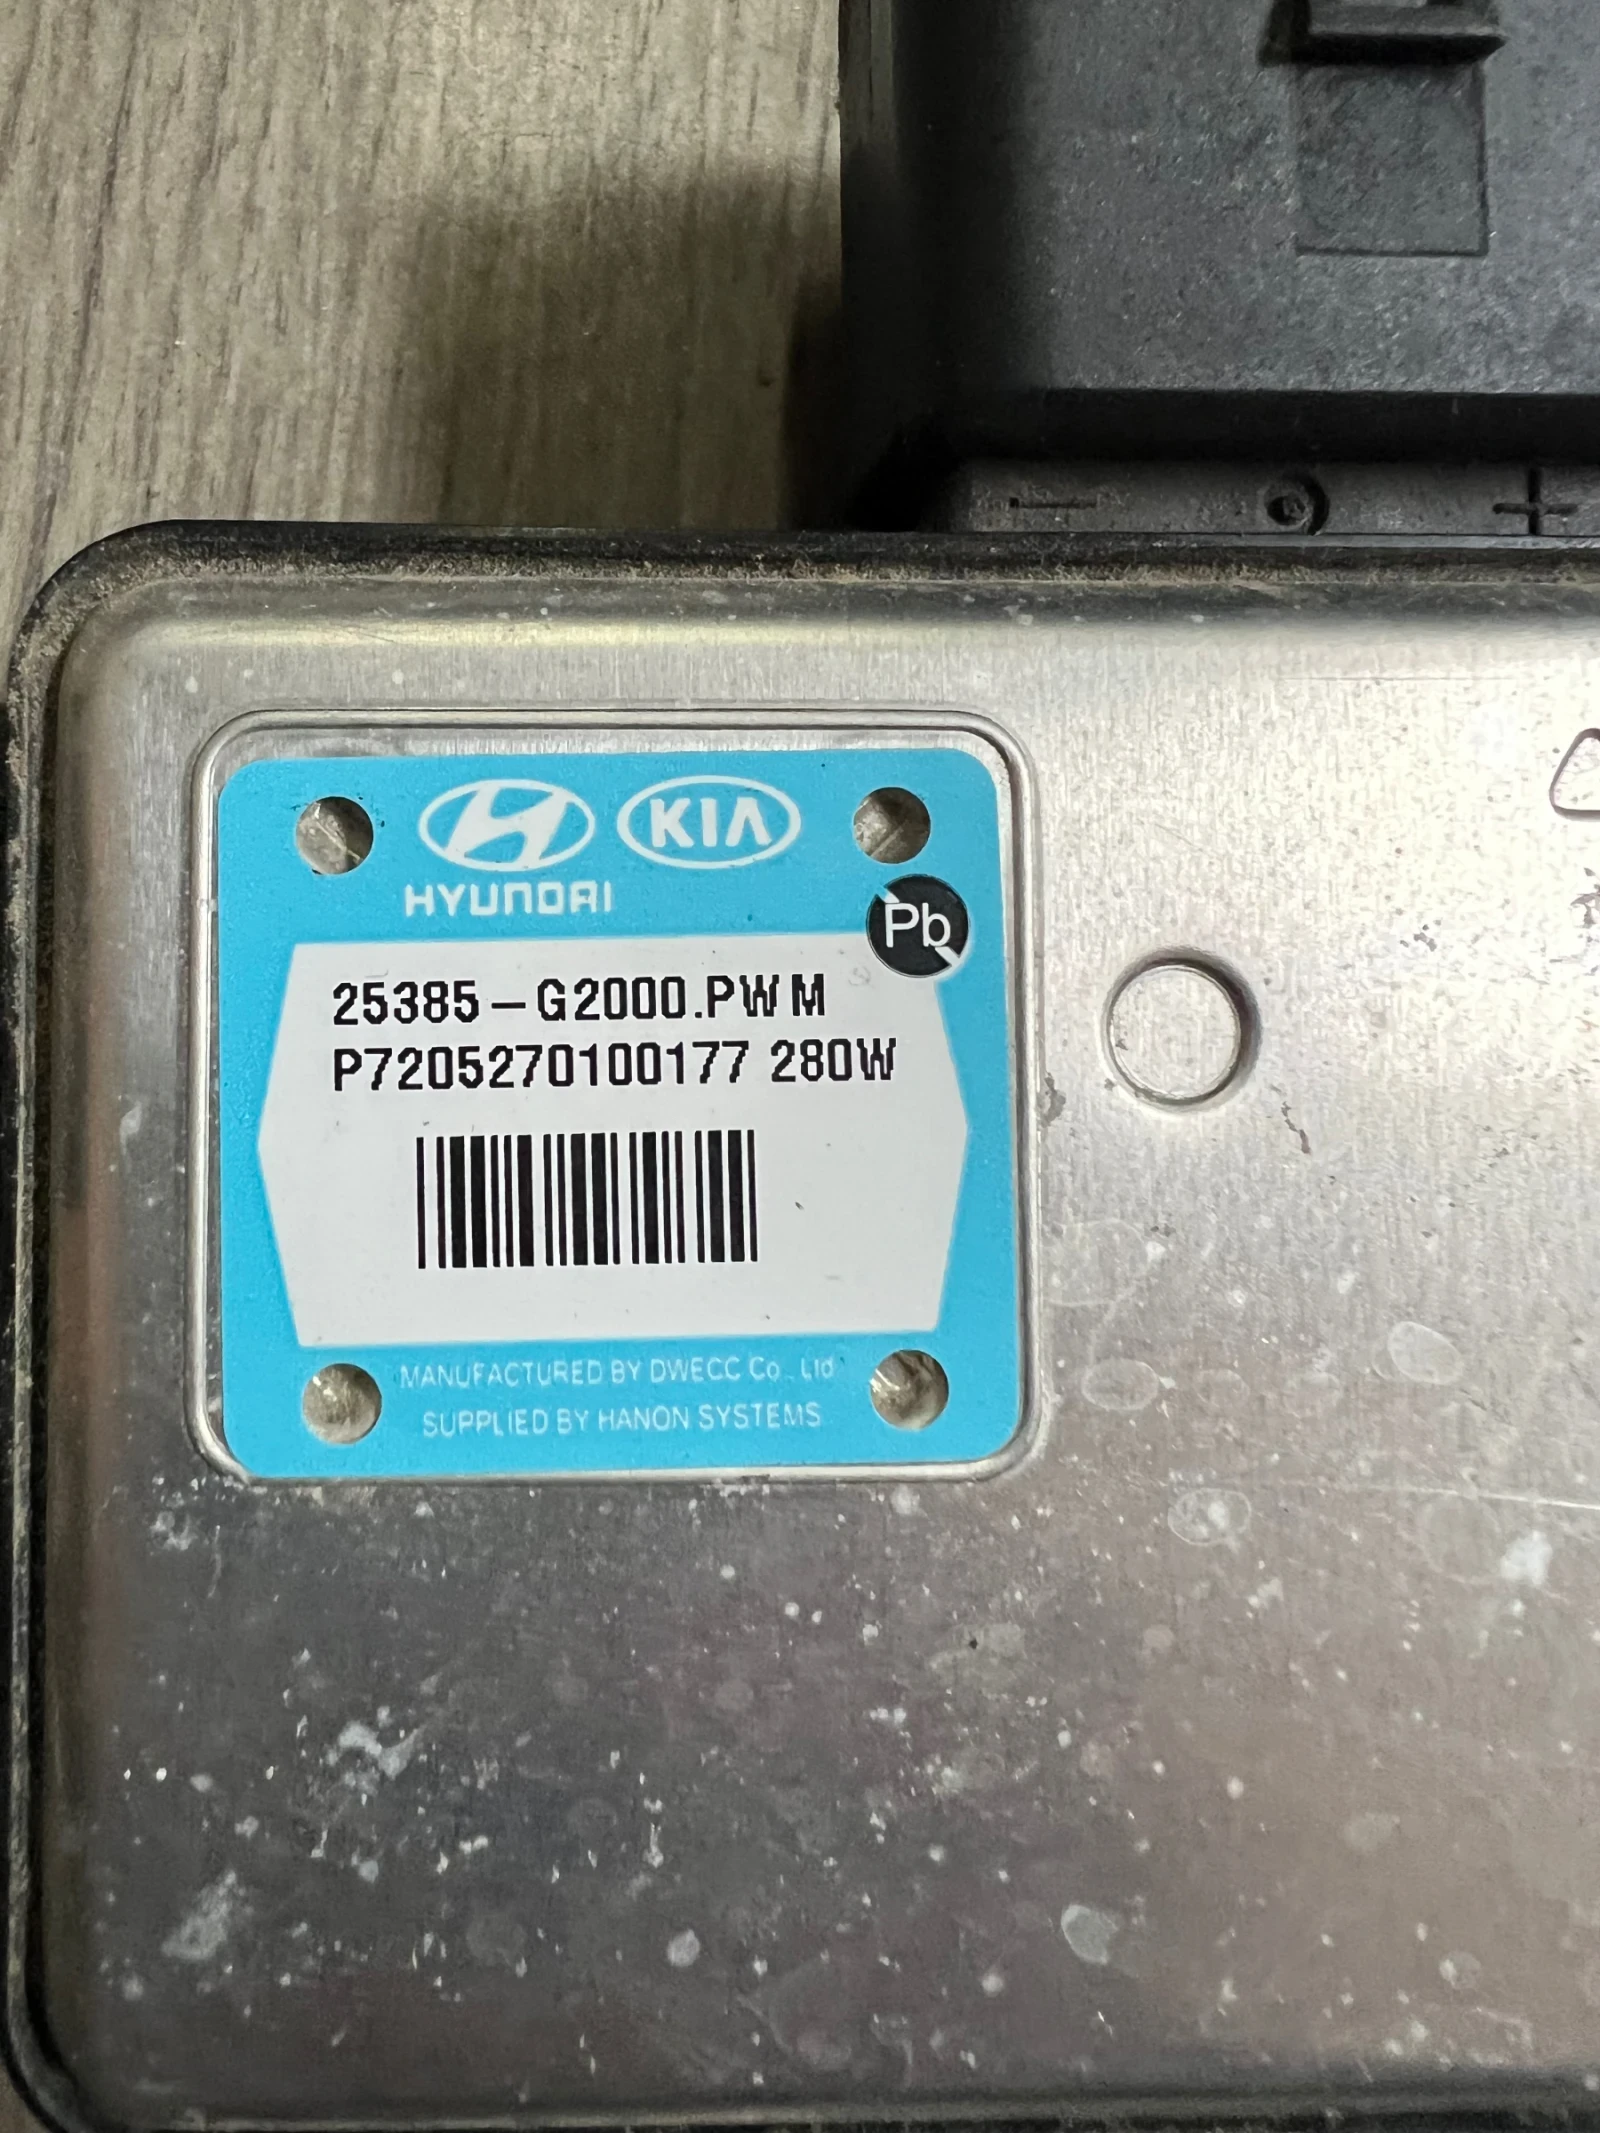 KIA
HYUNDAI
Pb
25385-G2000.PWM
P7205270100177 280W
MANUFACTURED BY DWECC Co., Ltd
SUPPLIED BY HANON SYSTEMS
- +